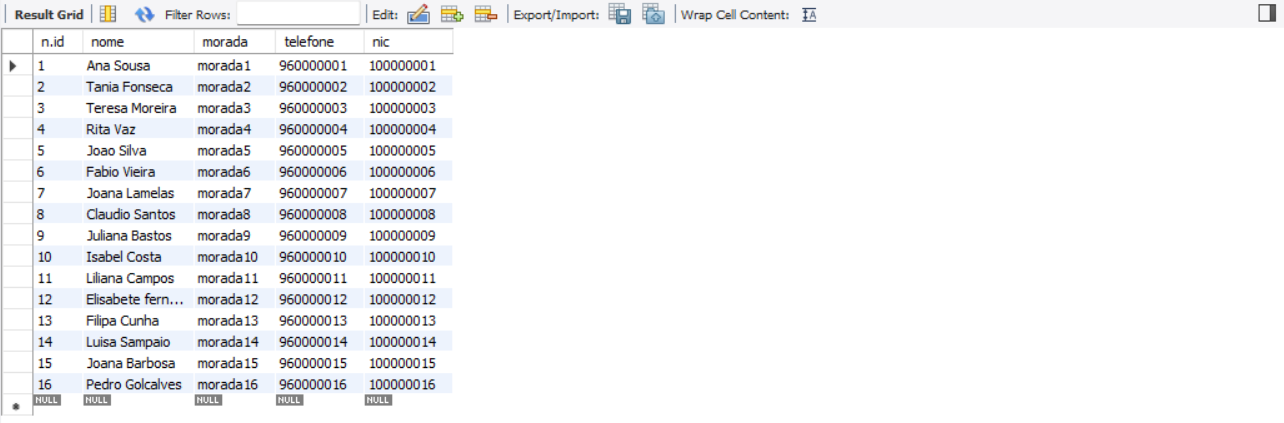 Result Grid Filter Rows: Edit: Export/Import: Wrap Cell Content: IA
n.id nome morada telefone nic
1 Ana Sousa morada1 960000001 100000001
2 Tania Fonseca morada2 960000002 100000002
3 Teresa Moreira morada3 960000003 100000003
4 Rita Vaz morada4 960000004 100000004
5 Joao Silva morada5 960000005 100000005
6 Fabio Vieira morada6 960000006 100000006
7 Joana Lamelas morada7 960000007 100000007
8 Claudio Santos morada8 960000008 100000008
9 Juliana Bastos morada9 960000009 100000009
10 Isabel Costa morada10 960000010 100000010
11 Liliana Campos morada11 960000011 100000011
12 Elisabete fern... morada12 960000012 100000012
13 Filipa Cunha morada13 960000013 100000013
14 Luisa Sampaio morada14 960000014 100000014
15 Joana Barbosa morada15 960000015 100000015
16 Pedro Golcalves morada16 960000016 100000016
NULL NULL NULL NULL NULL